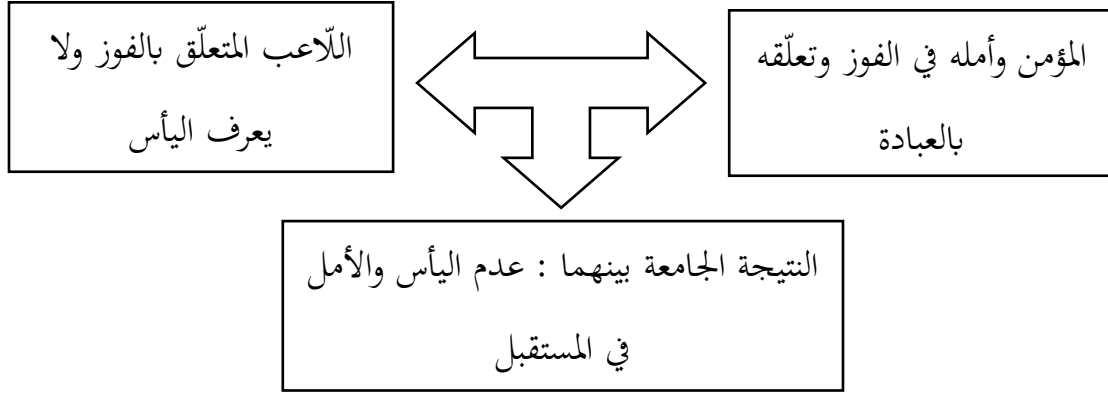 المؤمن وأمله في الفوز وتعلّقه
بالعبادة
اللّاعب المتعلّق بالفوز ولا
يعرف اليأس
النتيجة الجامعة بينهما : عدم اليأس والأمل
في المستقبل